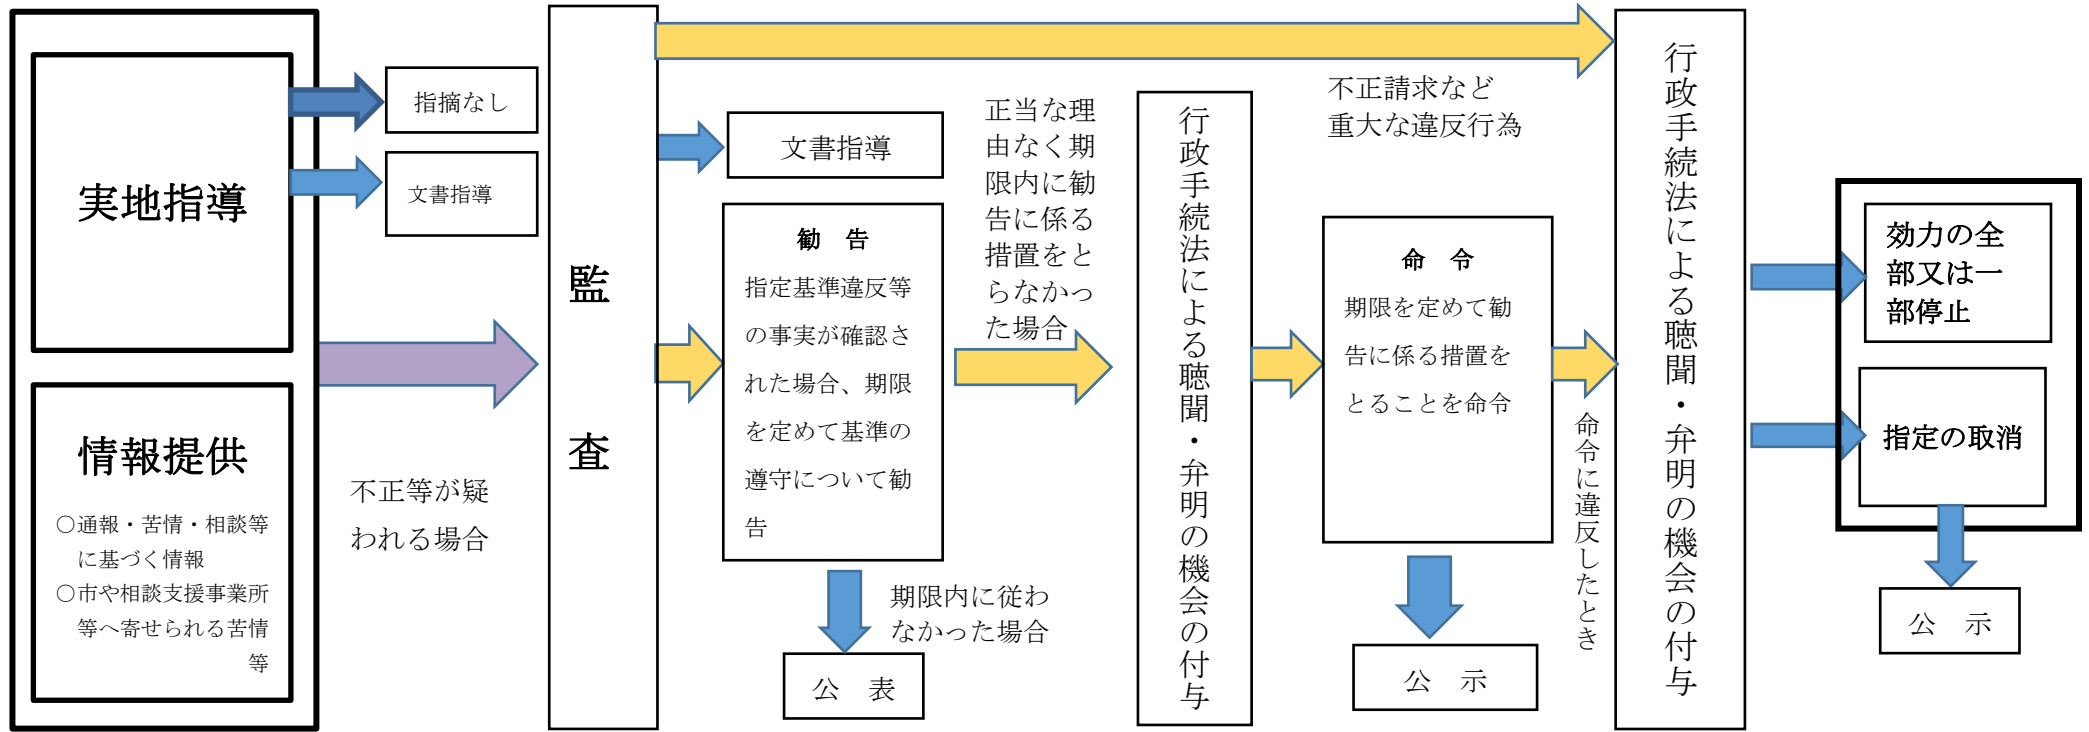 実地指導
情報提供
〇通報・苦情・相談等
に基づく情報
〇市や相談支援事業所
等へ寄せられる苦情
等
指摘なし
文書指導
不正等が疑
われる場合
監
査
文書指導
勧　告
指定基準違反等
の事実が確認さ
れた場合、期限
を定めて基準の
遵守について勧
告
期限内に従わ
なかった場合
公　表
正当な理
由なく期
限内に勧
告に係る
措置をと
らなかっ
た場合
行政手続法による聴聞・弁明の機会の付与
不正請求など
重大な違反行為
命　令
期限を定めて勧
告に係る措置を
とることを命令
公　示
命令に違反したとき
行政手続法による聴聞・弁明の機会の付与
効力の全
部又は一
部停止
指定の取消
公　示